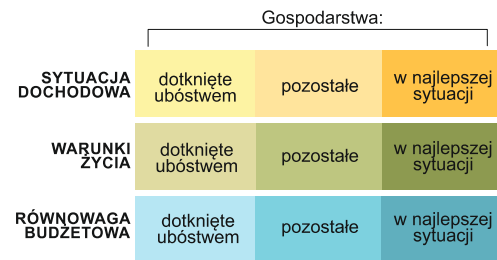 Gospodarstwa:
SYTUACJA
DOCHODOWA
dotknięte
ubóstwem
pozostałe
w najlepszej
sytuacji
WARUNKI
ŻYCIA
dotknięte
ubóstwem
pozostałe
w najlepszej
sytuacji
RÓWNOWAGA
BUDŻETOWA
dotknięte
ubóstwem
pozostałe
w najlepszej
sytuacji